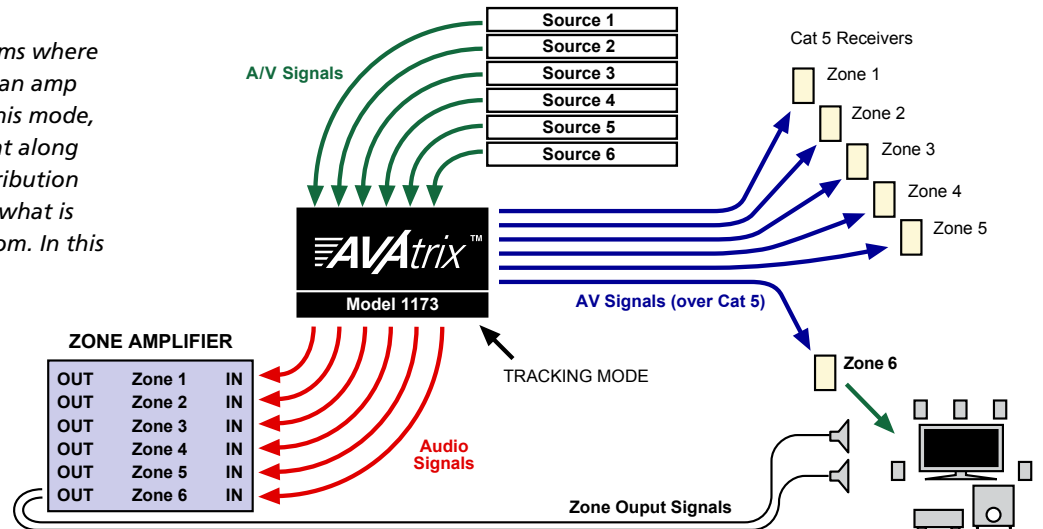 ms where
an amp
his mode,
t along
ribution
what is
om. In this
A/V Signals
Source 1
Source 2
Source 3
Source 4
Source 5
Source 6
Cat 5 Receivers
Zone 1
Zone 2
Zone 3
Zone 4
Zone 5
AVAtrix™
Model 1173
AV Signals (over Cat 5)
TRACKING MODE
Zone 6
ZONE AMPLIFIER
OUT Zone 1 IN
OUT Zone 2 IN
OUT Zone 3 IN
OUT Zone 4 IN
OUT Zone 5 IN
OUT Zone 6 IN
Audio
Signals
Zone Ouput Signals